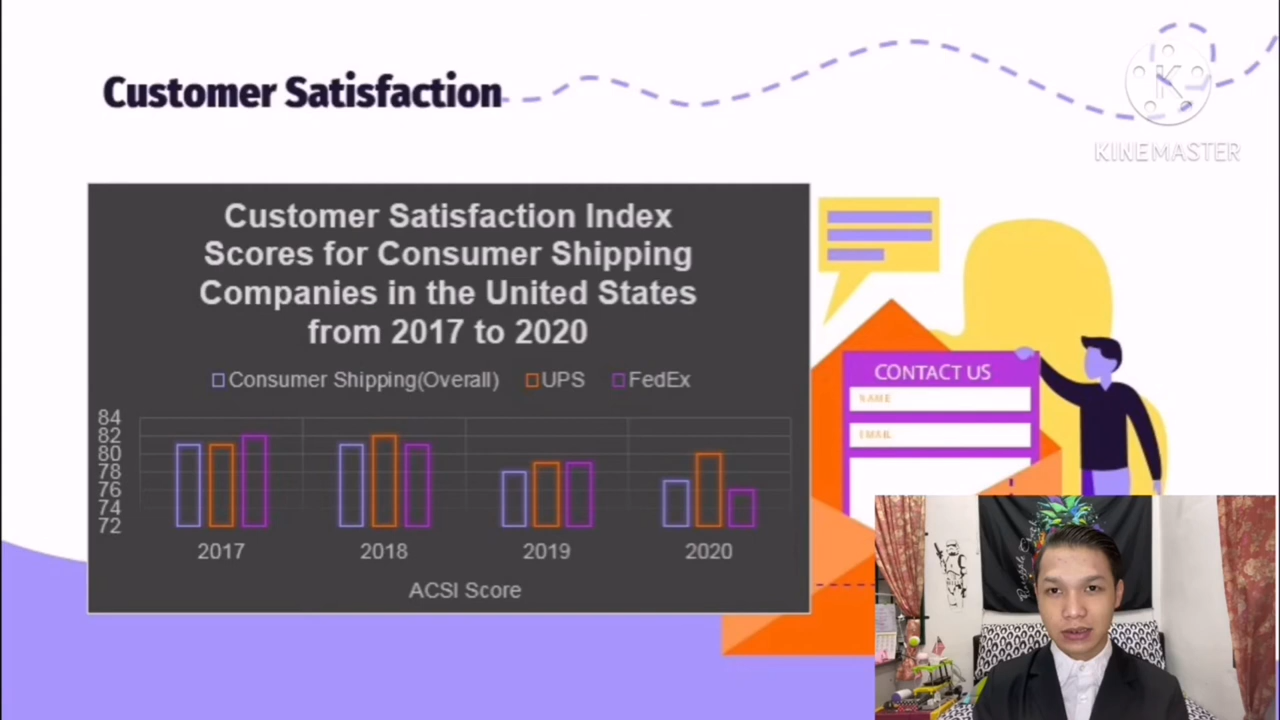 Customer Satisfaction
KINEMASTER
Customer Satisfaction Index
Scores for Consumer Shipping
Companies in the United States
from 2017 to 2020
Consumer Shipping(Overall) UPS FedEx
84
82
80
78
76
74
72
2017 2018 2019 2020
ACSI Score
CONTACT US
NAME
EMAIL